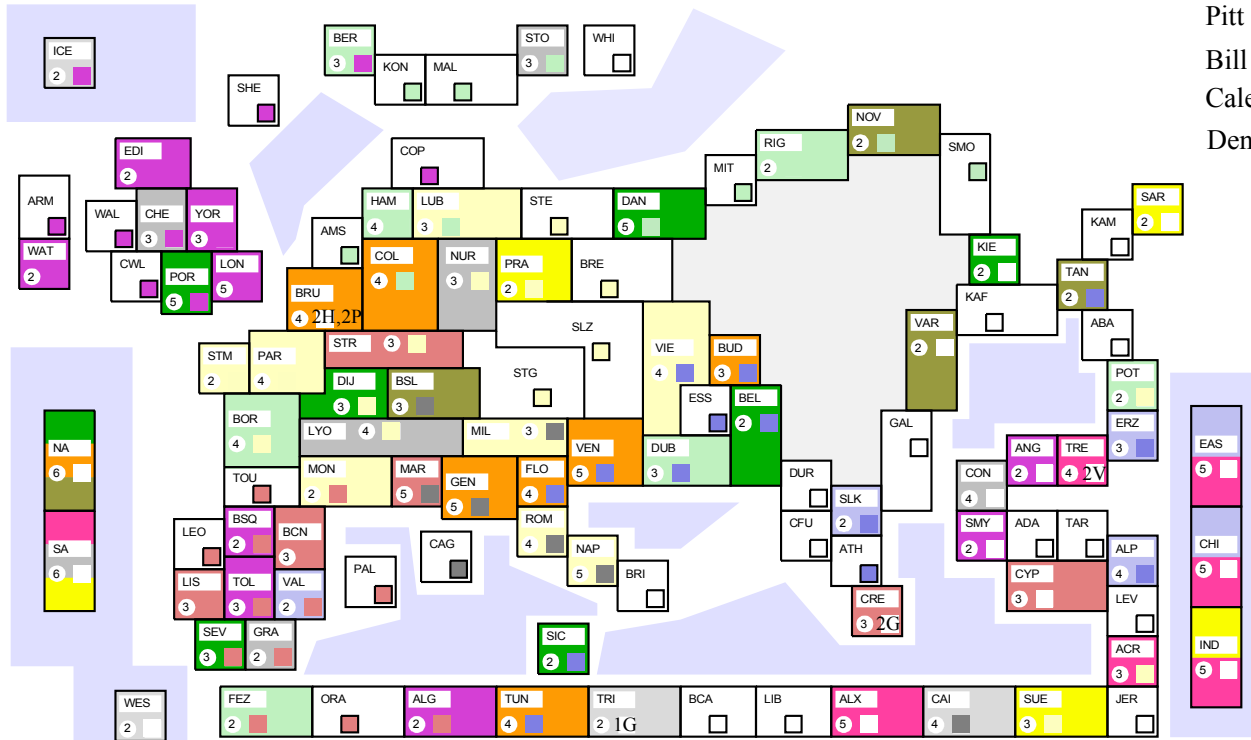 Pitt
ICE
2
BER
3
STO
3
WHI
Bill
KON
MAL
Cale
SHE
Den
NOV
2
EDI
2
COP
RIG
2
SMO
MIT
ARM
WAL
CHE
3
YOR
3
HAM
4
LUB
3
STE
DAN
5
SAR
2
KAM
AMS
WAT
2
CWL
POR
5
LON
5
COL
4
NUR
3
PRA
2
BRE
KIE
2
TAN
2
BRU
4 2H,2P
KAF
SLZ
VAR
2
ABA
STM
2
PAR
4
STR 3
VIE
4
BUD
3
STG
POT
2
DIJ
3
BSL
3
ESS
BEL
2
BOR
4
NA
6
EAS
5
ERZ
3
LYO 4
MIL 3
VEN
5
DUB
3
GAL
ANG
2
TRE
4 2V
MON
2
MAR
5
GEN
5
FLO
4
DUR
CON
4
TOU
SLK
2
BSQ
2
BCN
3
ROM
4
CFU
SMY
2
ADA
TAR
LEO
SA
6
CAG
NAP
5
ATH
ALP
4
CHI
5
PAL
BRI
LIS
3
TOL
3
VAL
2
CYP
3
CRE
3 2G
LEV
SEV
3
GRA
2
SIC
2
ACR
3
IND
5
WES
2
FEZ
2
ORA
ALG
2
TUN
4
TRI
2 1G
BCA
LIB
ALX
5
CAI
4
SUE
3
JER